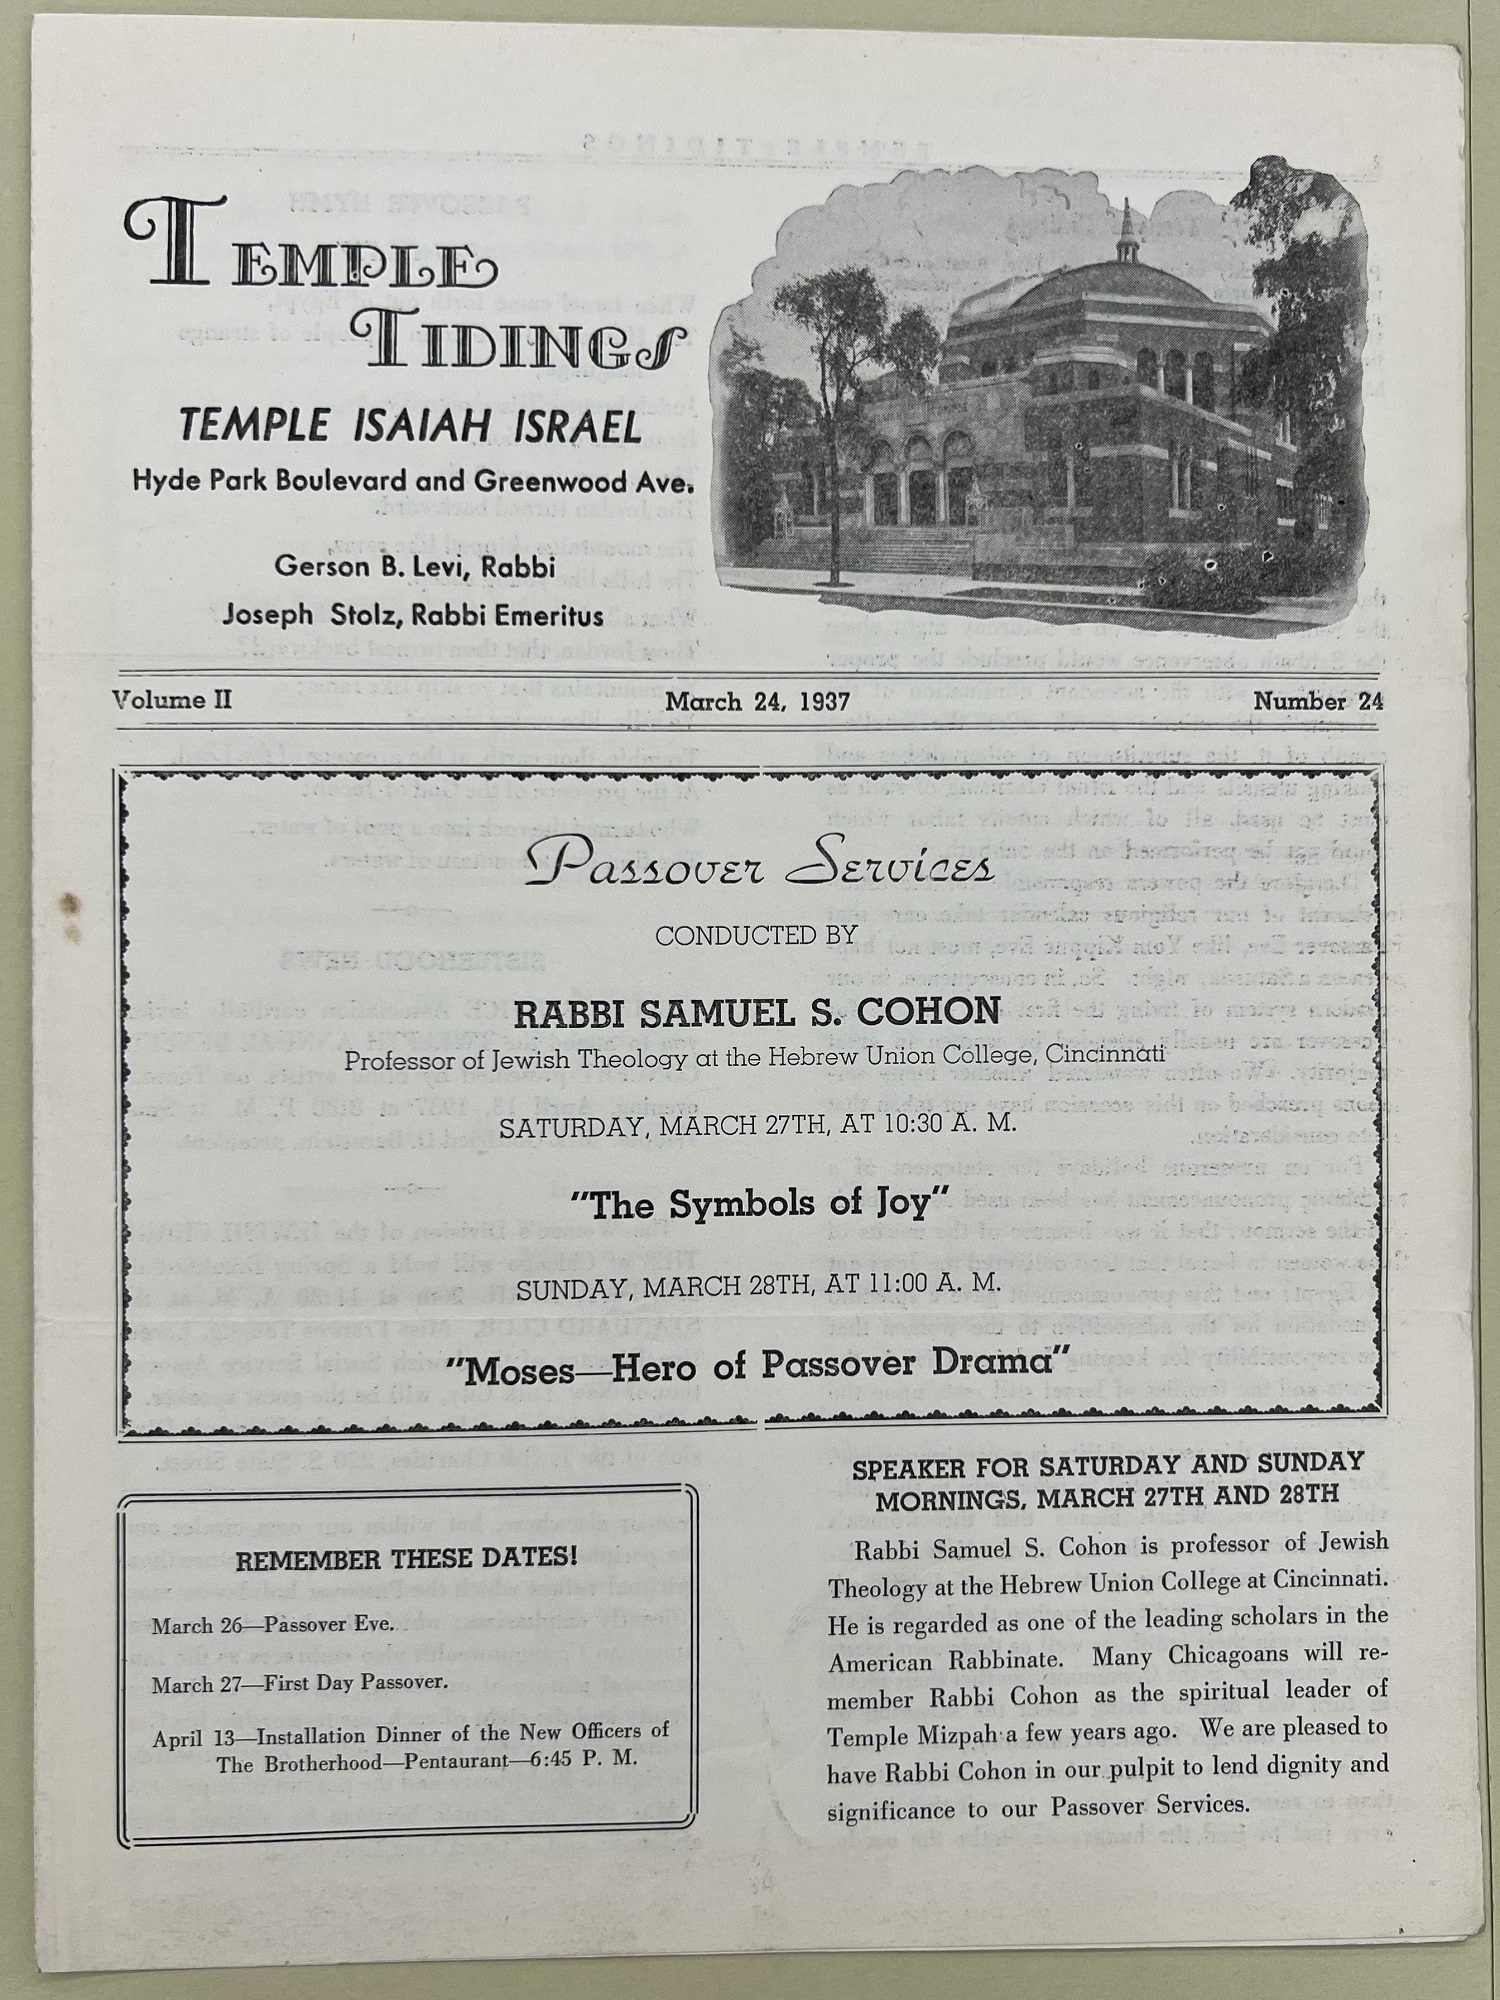 TEMPLE
TIDINGS
TEMPLE ISAIAH ISRAEL
Hyde Park Boulevard and Greenwood Ave.
Gerson B. Levi, Rabbi
Joseph Stolz, Rabbi Emeritus
Volume II March 24, 1937 Number 24
Passover Services
CONDUCTED BY
RABBI SAMUEL S. COHON
Professor of Jewish Theology at the Hebrew Union College, Cincinnati
SATURDAY, MARCH 27TH, AT 10:30 A. M.
"The Symbols of Joy"
SUNDAY, MARCH 28TH, AT 11:00 A. M.
"Moses—Hero of Passover Drama"
REMEMBER THESE DATES!
March 26—Passover Eve.
March 27—First Day Passover.
April 13—Installation Dinner of the New Officers of
The Brotherhood—Pentaurant—6:45 P. M.
SPEAKER FOR SATURDAY AND SUNDAY
MORNINGS, MARCH 27TH AND 28TH
Rabbi Samuel S. Cohon is professor of Jewish
Theology at the Hebrew Union College at Cincinnati.
He is regarded as one of the leading scholars in the
American Rabbinate. Many Chicagoans will re-
member Rabbi Cohon as the spiritual leader of
Temple Mizpah a few years ago. We are pleased to
have Rabbi Cohon in our pulpit to lend dignity and
significance to our Passover Services.